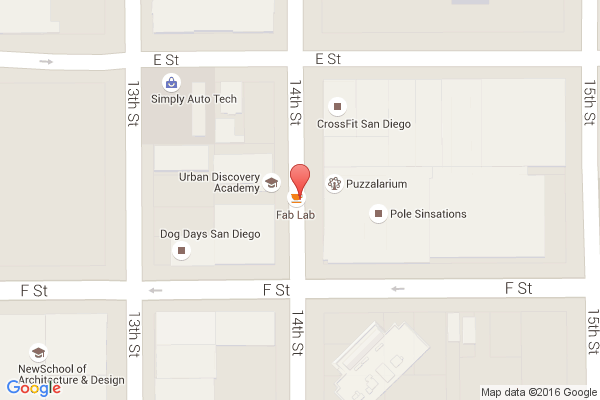 E St
E St
Simply Auto Tech
13th St
14th St
15th St
CrossFit San Diego
Urban Discovery
Academy
Puzzalarium
Fab Lab
Pole Sinsations
Dog Days San Diego
F St
F St
F St
13th St
14th St
15th St
NewSchool of
Architecture & Design
Google
Map data ©2016 Google